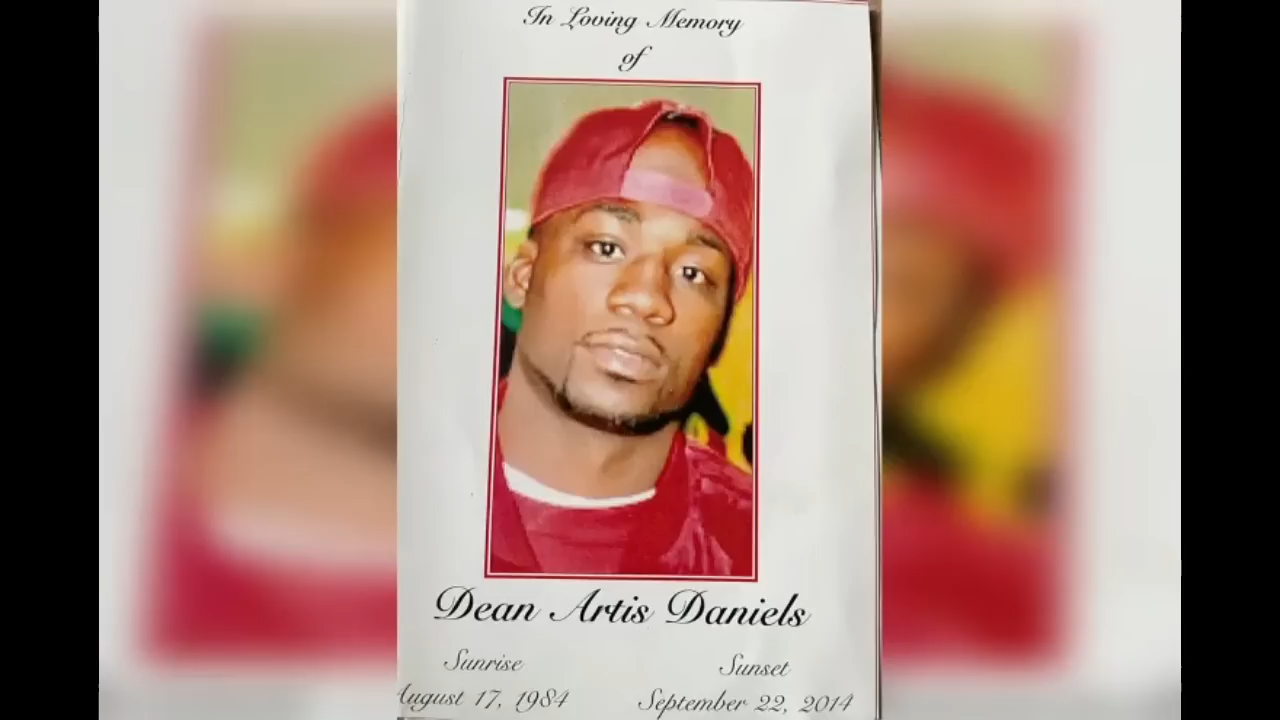 In Loving Memory
of
Dean Artis Daniels
Sunrise Sunset
August 17, 1984 September 22, 2014